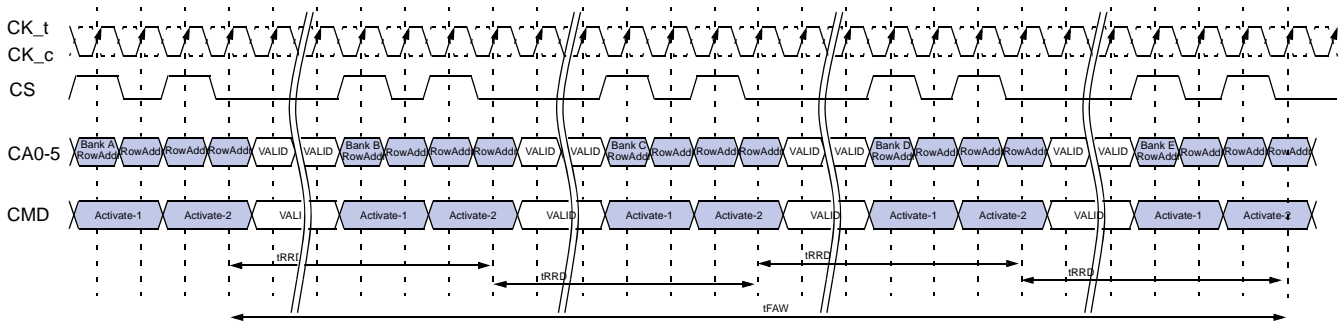 CK_t
CK_c
CS
CA0-5
Bank A RowAddr RowAddr RowAddr RowAddr VALID VALID Bank B RowAddr RowAddr RowAddr RowAddr VALID VALID Bank C RowAddr RowAddr RowAddr RowAddr VALID VALID Bank D RowAddr RowAddr RowAddr RowAddr VALID VALID Bank E RowAddr RowAddr RowAddr RowAddr
CMD
Activate-1 Activate-2 VALID Activate-1 Activate-2 VALID Activate-1 Activate-2 VALID Activate-1 Activate-2 VALID Activate-1 Activate-2
tRRD tRRD
tRRD tRRD
tFAW